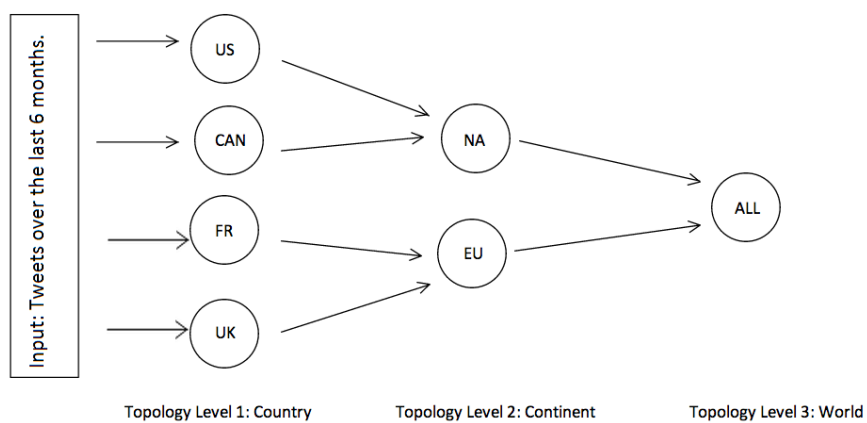 Input: Tweets over the last 6 months.
US
CAN
FR
UK
NA
EU
ALL
Topology Level 1: Country
Topology Level 2: Continent
Topology Level 3: World